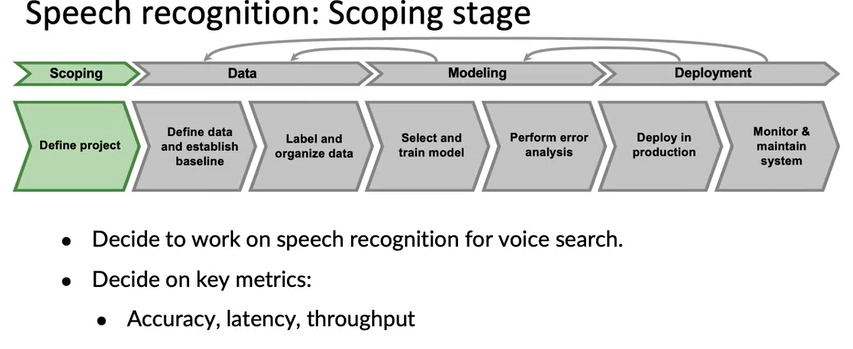 Speech recognition: Scoping stage
Scoping
Data
Modeling
Deployment
Define project
Define data
and establish
baseline
Label and
organize data
Select and
train model
Perform error
analysis
Deploy in
production
Monitor &
maintain
system
• Decide to work on speech recognition for voice search.
• Decide on key metrics:
• Accuracy, latency, throughput